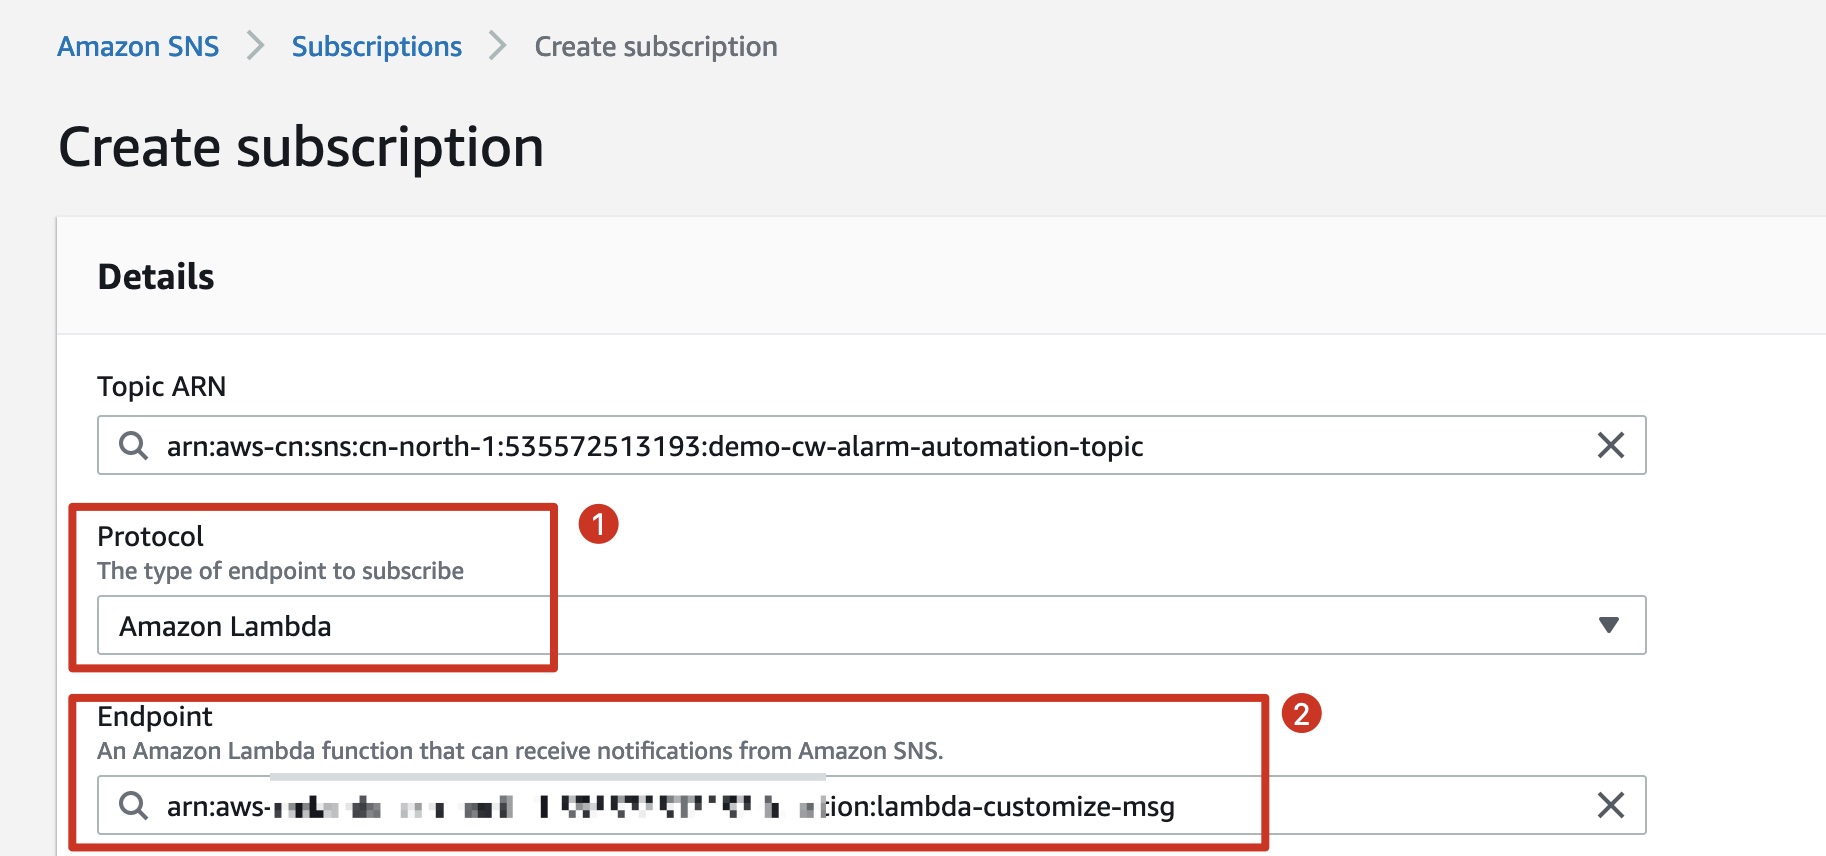 Amazon SNS > Subscriptions > Create subscription
Create subscription
Details
Topic ARN
arn:aws-cn:sns:cn-north-1:535572513193:demo-cw-alarm-automation-topic
1
Protocol
The type of endpoint to subscribe
Amazon Lambda
2
Endpoint
An Amazon Lambda function that can receive notifications from Amazon SNS.
arn:aws- tion:lambda-customize-msg